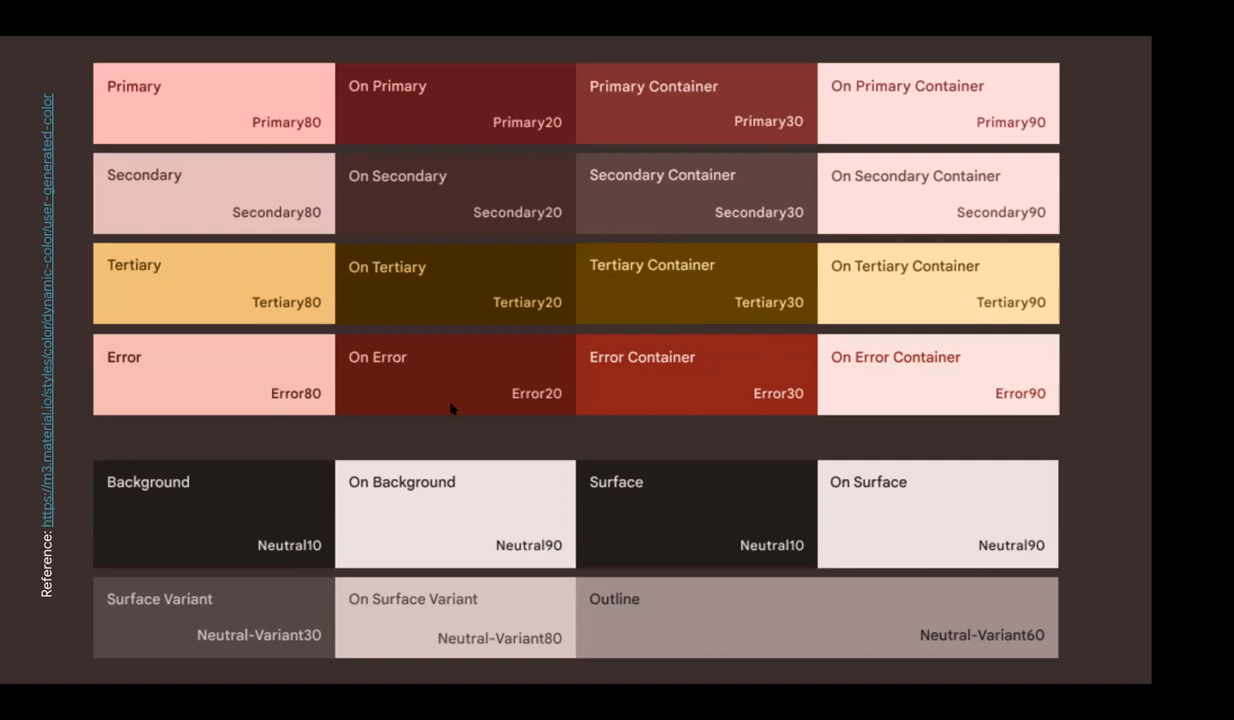 Reference: https://m3.material.io/styles/color/dynamic-color/user-generated-color
Primary
Primary80
On Primary
Primary20
Primary Container
Primary30
On Primary Container
Primary90
Secondary
Secondary80
On Secondary
Secondary20
Secondary Container
Secondary30
On Secondary Container
Secondary90
Tertiary
Tertiary80
On Tertiary
Tertiary20
Tertiary Container
Tertiary30
On Tertiary Container
Tertiary90
Error
Error80
On Error
Error20
Error Container
Error30
On Error Container
Error90
Background
Neutral10
On Background
Neutral90
Surface
Neutral10
On Surface
Neutral90
Surface Variant
Neutral-Variant30
On Surface Variant
Neutral-Variant80
Outline
Neutral-Variant60